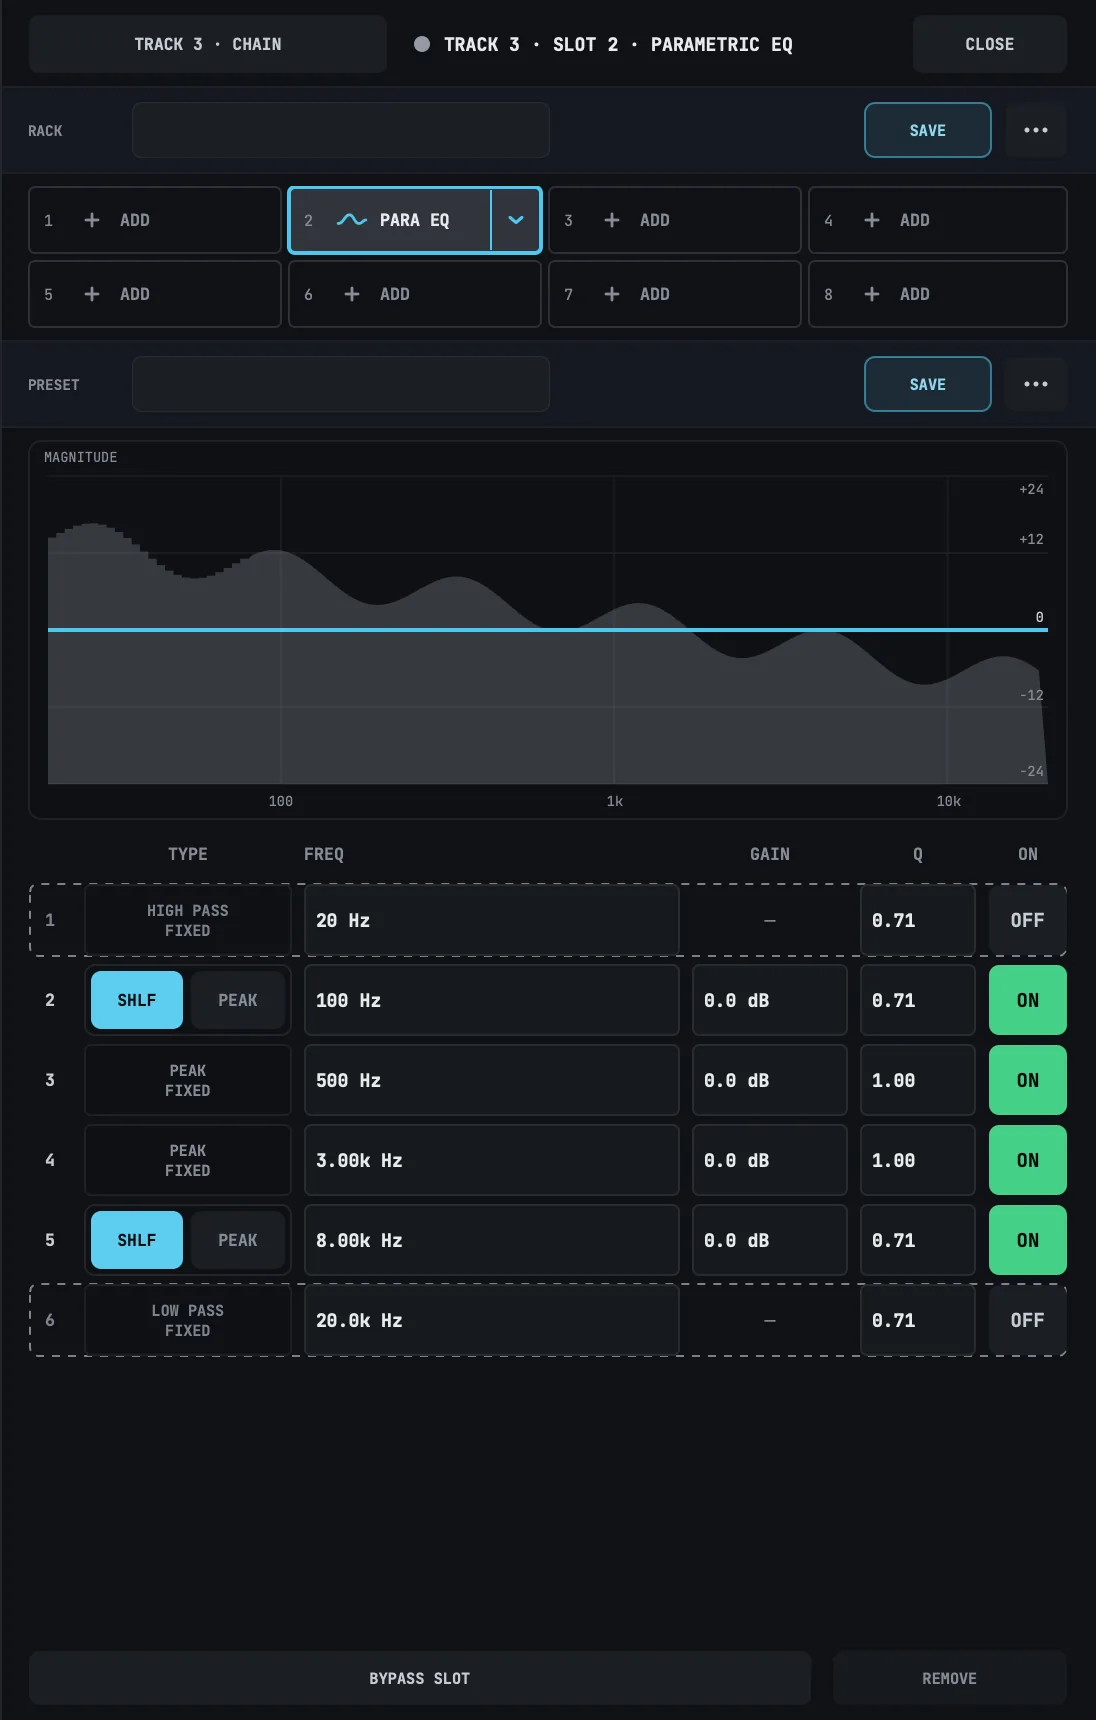 TRACK 3 · CHAIN
TRACK 3 · SLOT 2 · PARAMETRIC EQ
CLOSE
RACK
SAVE
1 + ADD
2 PARA EQ
3 + ADD
4 + ADD
5 + ADD
6 + ADD
7 + ADD
8 + ADD
PRESET
SAVE
MAGNITUDE
+24
+12
0
-12
-24
100 1k 10k
TYPE FREQ GAIN Q ON
1 HIGH PASS FIXED 20 Hz — 0.71 OFF
2 SHLF PEAK 100 Hz 0.0 dB 0.71 ON
3 PEAK FIXED 500 Hz 0.0 dB 1.00 ON
4 PEAK FIXED 3.00k Hz 0.0 dB 1.00 ON
5 SHLF PEAK 8.00k Hz 0.0 dB 0.71 ON
6 LOW PASS FIXED 20.0k Hz — 0.71 OFF
BYPASS SLOT
REMOVE